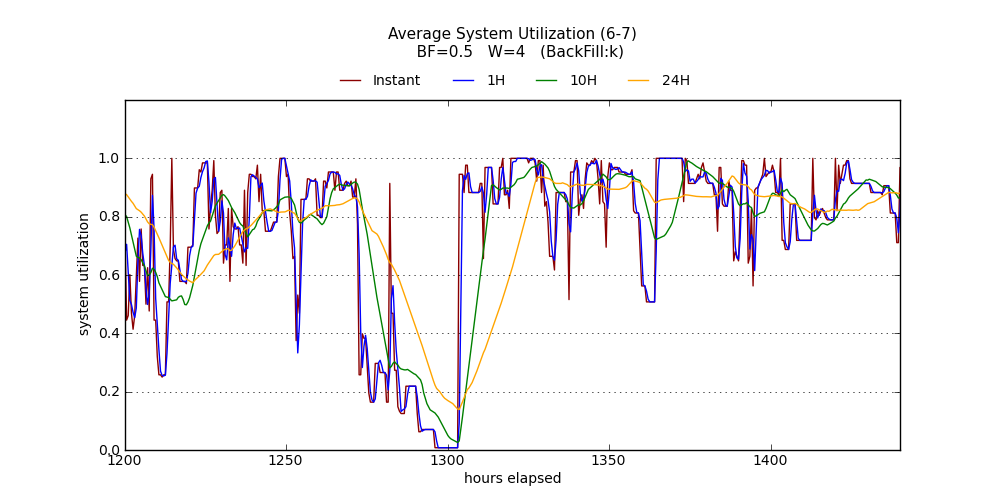 Average System Utilization (6-7)
BF=0.5   W=4   (BackFill:k)
Instant   1H   10H   24H
1.0
0.8
0.6
0.4
0.2
0.0
system utilization
1200   1250   1300   1350   1400
hours elapsed